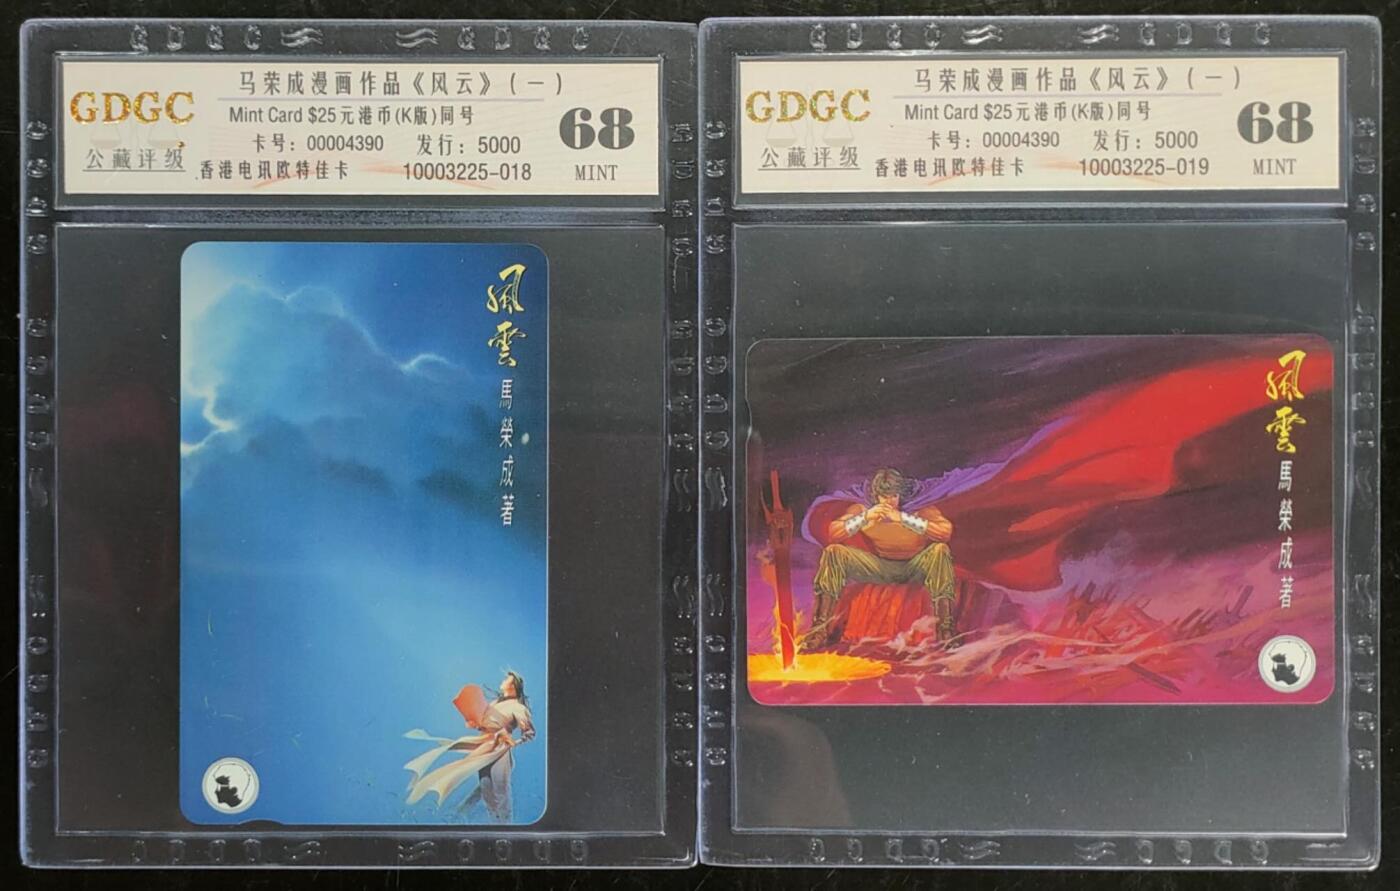 马荣成漫画作品《风云》(一)
GDGC
Mint Card $25元港币(K版)同号
68
卡号：00004390 发行：5000
公藏评级
香港电讯欧特佳卡 10003225-018
MINT
風雲
馬榮成著
马荣成漫画作品《风云》(一)
GDGC
Mint Card $25元港币(K版)同号
68
卡号：00004390 发行：5000
公藏评级
香港电讯欧特佳卡 10003225-019
MINT
風雲
馬榮成著